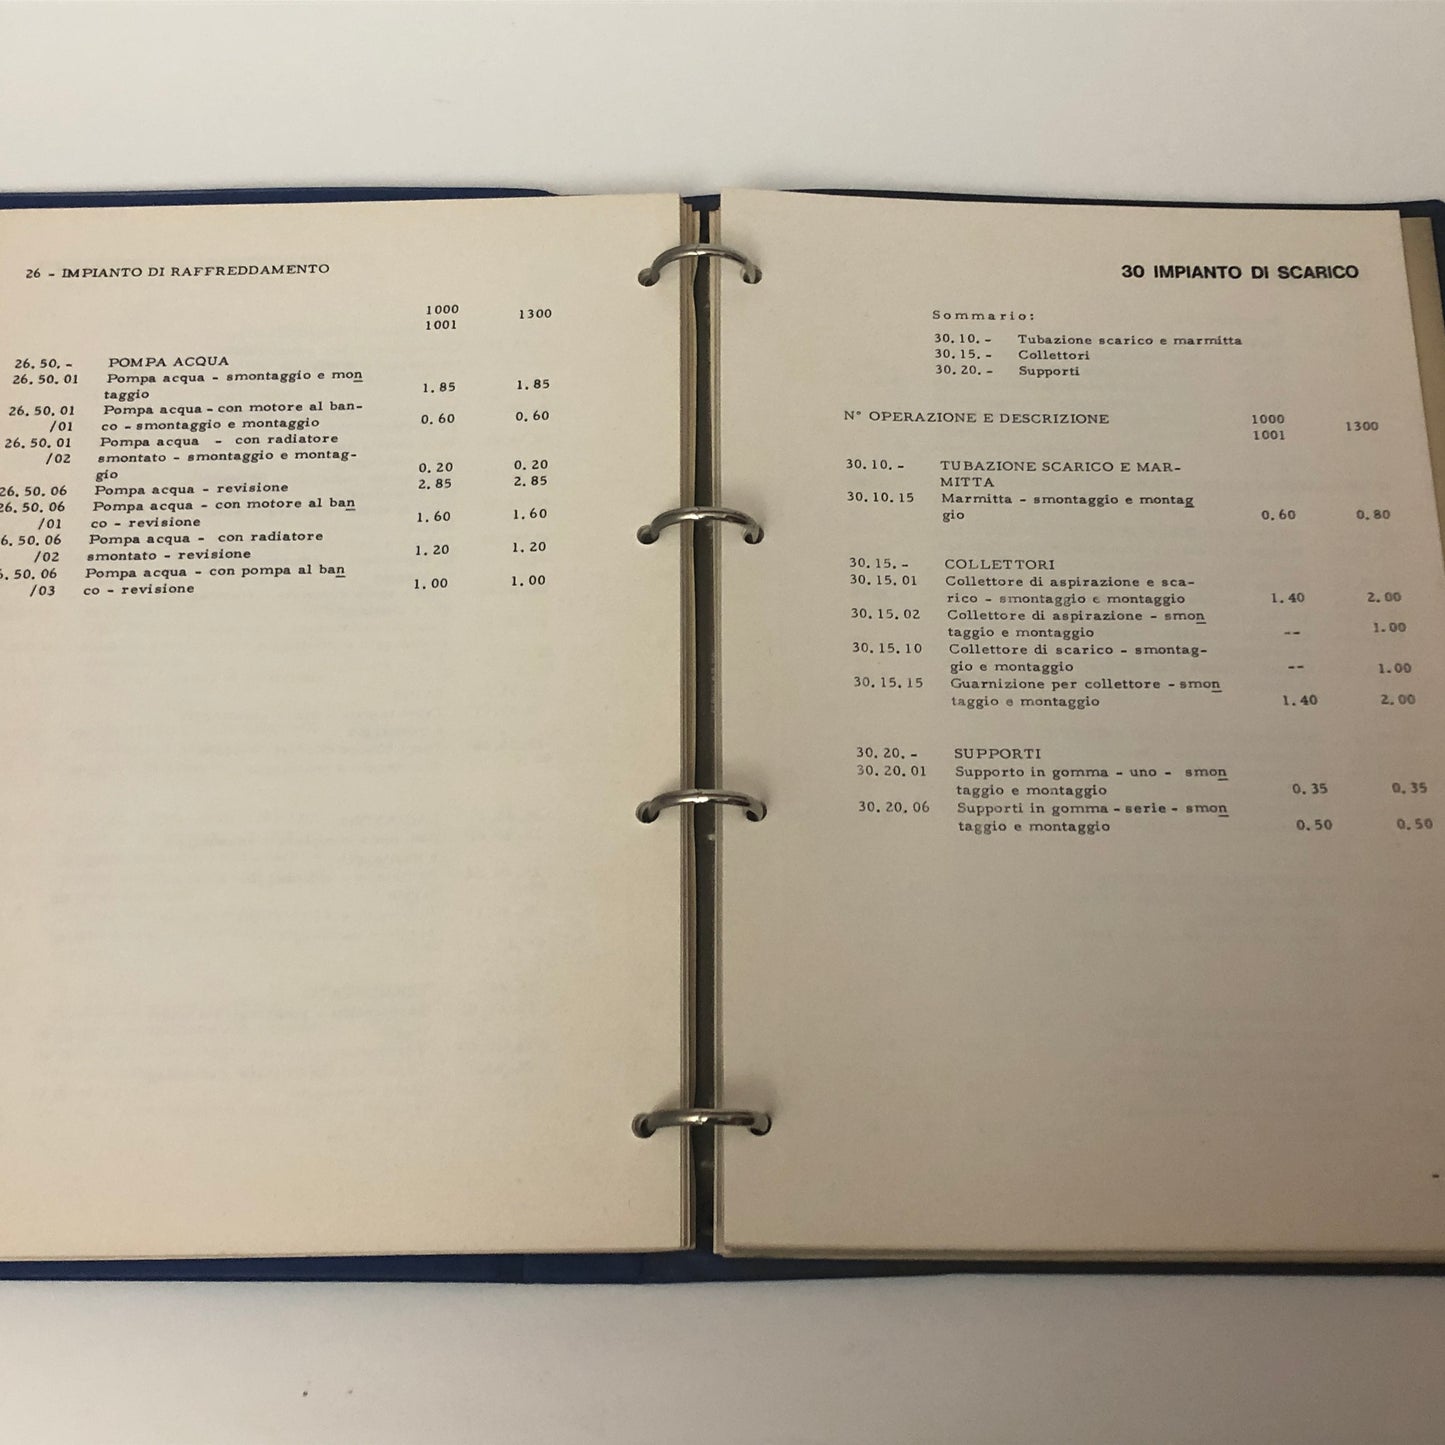 26 - IMPIANTO DI RAFFREDDAMENTO
1000 1300
1001
26.50.- POMPA ACQUA
26.50.01 Pompa acqua - smontaggio e mon
taggio 1.85 1.85
26.50.01 Pompa acqua - con motore al ban-
/01 co - smontaggio e montaggio 0.60 0.60
26.50.01 Pompa acqua - con radiatore
/02 smontato - smontaggio e montag-
gio 0.20 0.20
26.50.06 Pompa acqua - revisione 2.85 2.85
26.50.06 Pompa acqua - con motore al ban
/01 co - revisione 1.60 1.60
6.50.06 Pompa acqua - con radiatore
/02 smontato - revisione 1.20 1.20
.50.06 Pompa acqua - con pompa al ban
/03 co - revisione 1.00 1.00
30 IMPIANTO DI SCARICO
Sommario:
30.10.- Tubazione scarico e marmitta
30.15.- Collettori
30.20.- Supporti
N° OPERAZIONE E DESCRIZIONE 1000 1300
1001
30.10.- TUBAZIONE SCARICO E MAR-
MITTA
30.10.15 Marmitta - smontaggio e montag
gio 0.60 0.80
30.15.- COLLETTORI
30.15.01 Collettore di aspirazione e sca-
rico - smontaggio e montaggio 1.40 2.00
30.15.02 Collettore di aspirazione - smon
taggio e montaggio -- 1.00
30.15.10 Collettore di scarico - smontag-
gio e montaggio -- 1.00
30.15.15 Guarnizione per collettore - smon
taggio e montaggio 1.40 2.00
30.20.- SUPPORTI
30.20.01 Supporto in gomma - uno - smon
taggio e montaggio 0.35 0.35
30.20.06 Supporti in gomma - serie - smon
taggio e montaggio 0.50 0.50